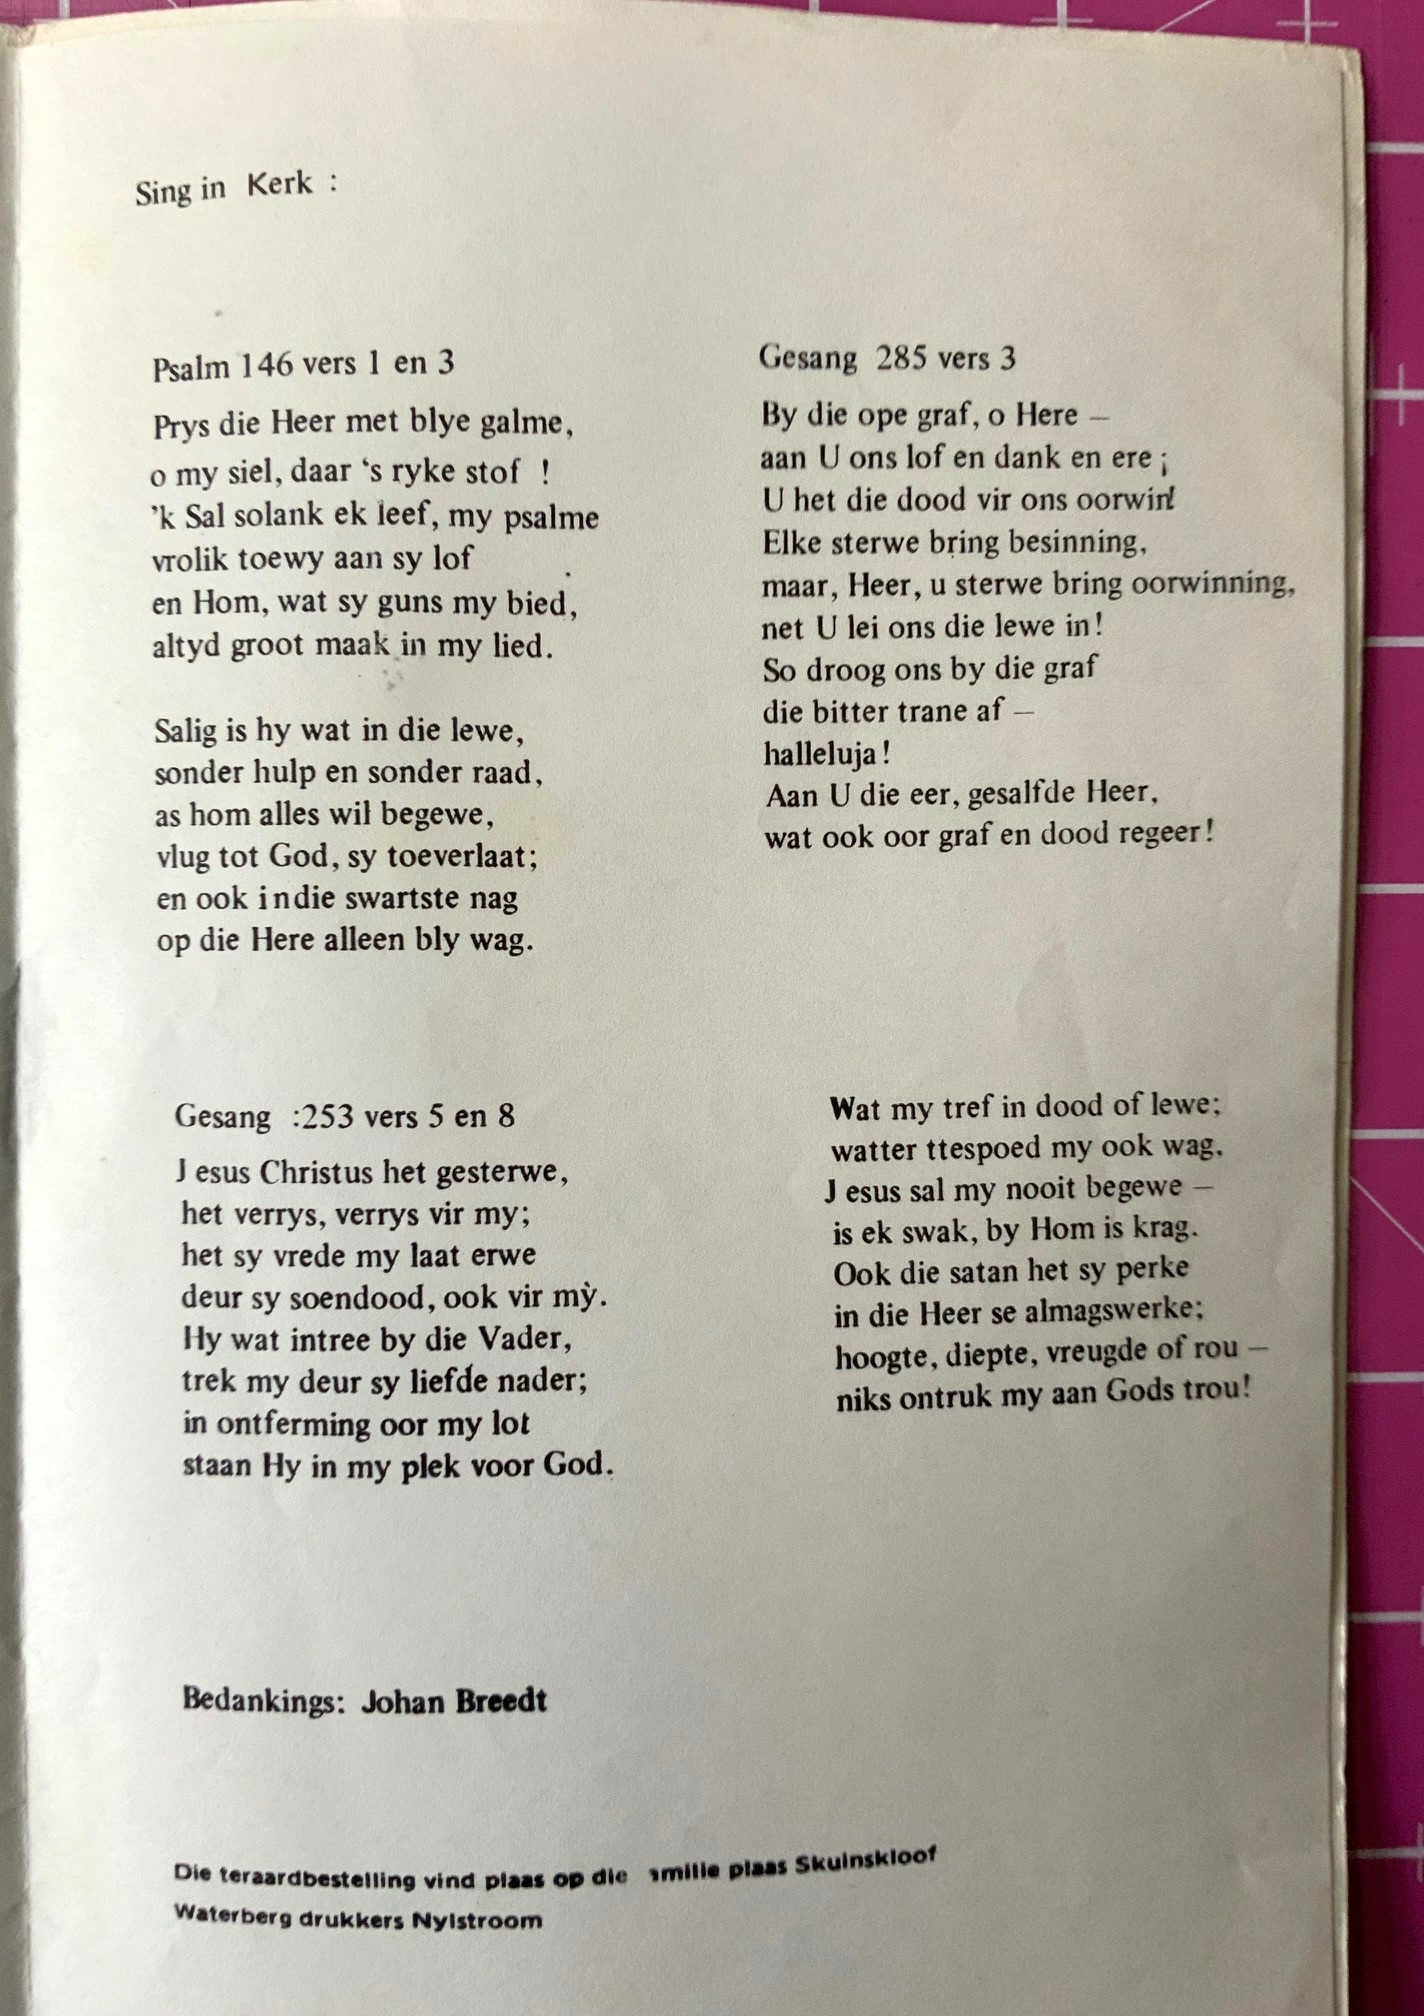 Sing in Kerk :
Psalm 146 vers 1 en 3
Prys die Heer met blye galme,
o my siel, daar ‘s ryke stof !
’k Sal solank ek leef, my psalme
vrolik toewy aan sy lof
en Hom, wat sy guns my bied,
altyd groot maak in my lied.
Salig is hy wat in die lewe,
sonder hulp en sonder raad,
as hom alles wil begewe,
vlug tot God, sy toeverlaat;
en ook indie swartste nag
op die Here alleen bly wag.
Gesang 285 vers 3
By die ope graf, o Here –
aan U ons lof en dank en ere ;
U het die dood vir ons oorwin!
Elke sterwe bring besinning,
maar, Heer, u sterwe bring oorwinning,
net U lei ons die lewe in!
So droog ons by die graf
die bitter trane af –
halleluja!
Aan U die eer, gesalfde Heer,
wat ook oor graf en dood regeer!
Gesang :253 vers 5 en 8
J esus Christus het gesterwe,
het verrys, verrys vir my;
het sy vrede my laat erwe
deur sy soendood, ook vir mỳ.
Hy wat intree by die Vader,
trek my deur sy liefde nader;
in ontferming oor my lot
staan Hy in my plek voor God.
Wat my tref in dood of lewe;
watter ttespoed my ook wag,
J esus sal my nooit begewe –
is ek swak, by Hom is krag.
Ook die satan het sy perke
in die Heer se almagswerke;
hoogte, diepte, vreugde of rou –
niks ontruk my aan Gods trou!
Bedankings: Johan Breedt
Die teraardbestelling vind plaas op die amilie plaas Skuinskloof
Waterberg drukkers Nylstroom